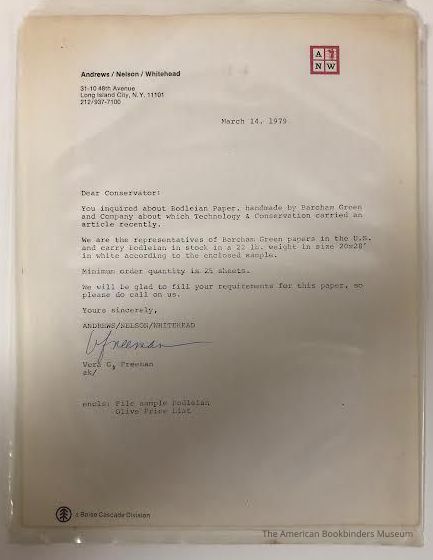 Andrews / Nelson / Whitehead
31-10 48th Avenue
Long Island City, N.Y. 11101
212/937-7100
A
N W
March 14, 1979
Dear Conservator:
You inquired about Bodleian Paper, handmade by Barcham Green
and Company about which Technology & Conservation carried an
article recently.
We are the representatives of Barcham Green papers in the U.S.
and carry Bodleian in stock in a 22 lb. weight in size 20x28"
in white according to the enclosed sample.
Minimum order quantity is 25 sheets.
We will be glad to fill your requirements for this paper, so
please do call on us.
Yours sincerely,
ANDREWS/NELSON/WHITEHEAD
Vera G. Freeman
ak/
encls: File sample Bodleian
Olive Price List
a Boise Cascade Division
The American Bookbinders Museum